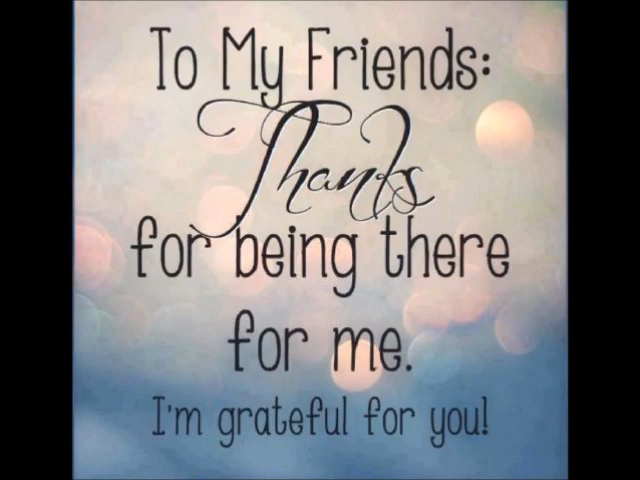 To My Friends:
Thanks
for being there
for me.
I'm grateful for you!